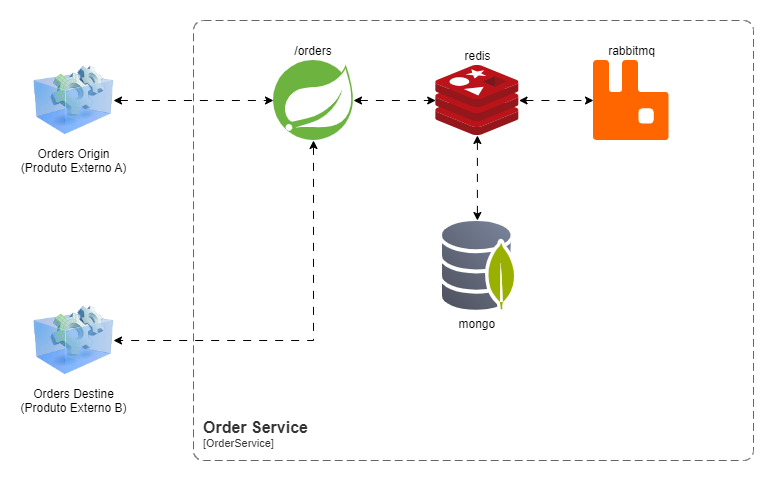 /orders
redis
rabbitmq
Orders Origin
(Produto Externo A)
mongo
Orders Destine
(Produto Externo B)
Order Service
[OrderService]